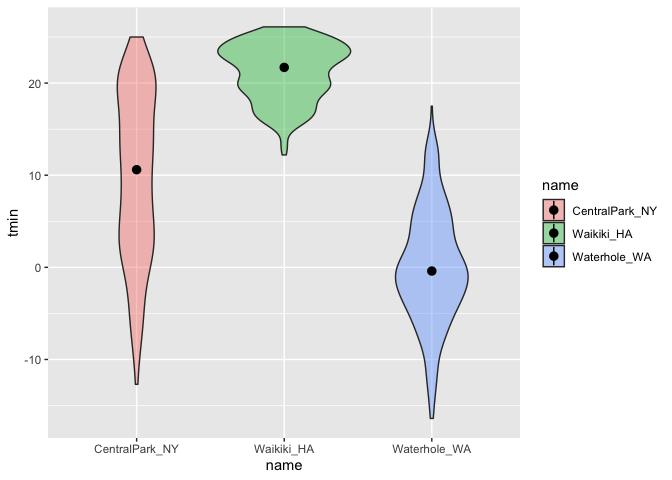 tmin
20
10
0
-10
CentralPark_NY
Waikiki_HA
Waterhole_WA
name
name
CentralPark_NY
Waikiki_HA
Waterhole_WA